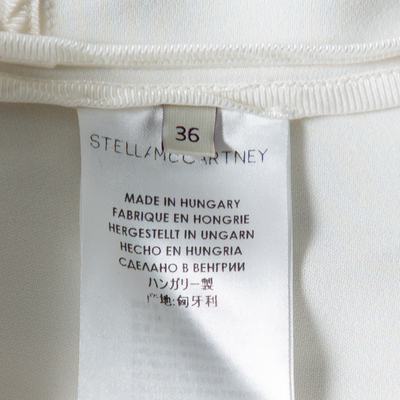 36
STELLA McCARTNEY
MADE IN HUNGARY
FABRIQUE EN HONGRIE
HERGESTELLT IN UNGARN
HECHO EN HUNGRIA
СДЕЛАНО В ВЕНГРИИ
ハンガリー製
产地:匈牙利